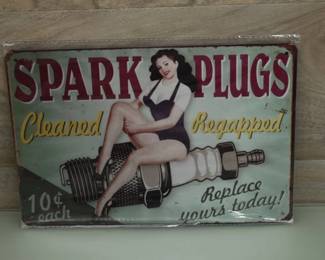 SPARK PLUGS
Cleaned Regapped
10¢
each
Replace
yours today!